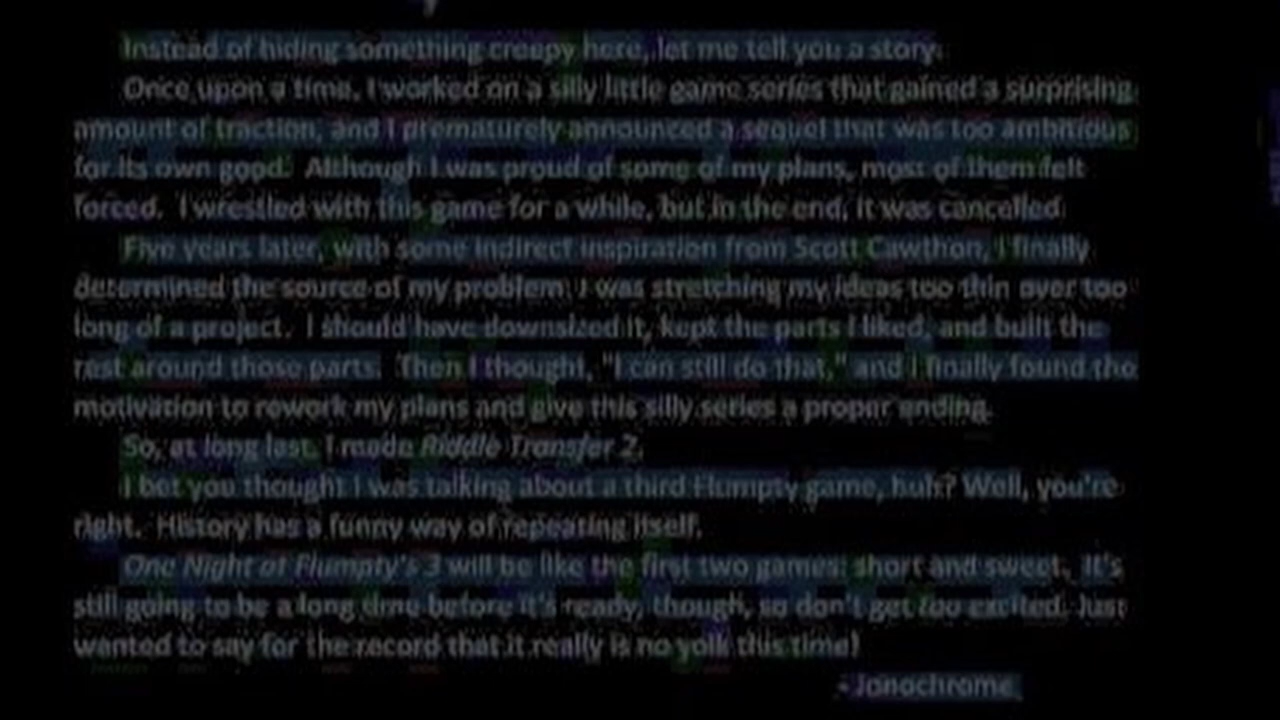 Instead of hiding something creepy here, let me tell you a story.
Once upon a time, I worked on a silly little game series that gained a surprising
amount of traction, and I prematurely announced a sequel that was too ambitious
for its own good.  Although I was proud of some of my plans, most of them felt
forced.  I wrestled with this game for a while, but in the end, it was cancelled.
Five years later, with some indirect inspiration from Scott Cawthon, I finally
determined the source of my problem. I was stretching my ideas too thin over too
long of a project.  I should have downsized it, kept the parts I liked, and built the
rest around those parts.  Then I thought, "I can still do that," and I finally found the
motivation to rework my plans and give this silly series a proper ending.
So, at long last, I made Riddle Transfer 2.
I bet you thought I was talking about a third Flumpty game, huh? Well, you're
right.  History has a funny way of repeating itself.
One Night at Flumpty's 3 will be like the first two games: short and sweet.  It's
still going to be a long time before it's ready, though, so don't get too excited. Just
wanted to say for the record that it really is no yolk this time!
- Jonochrome